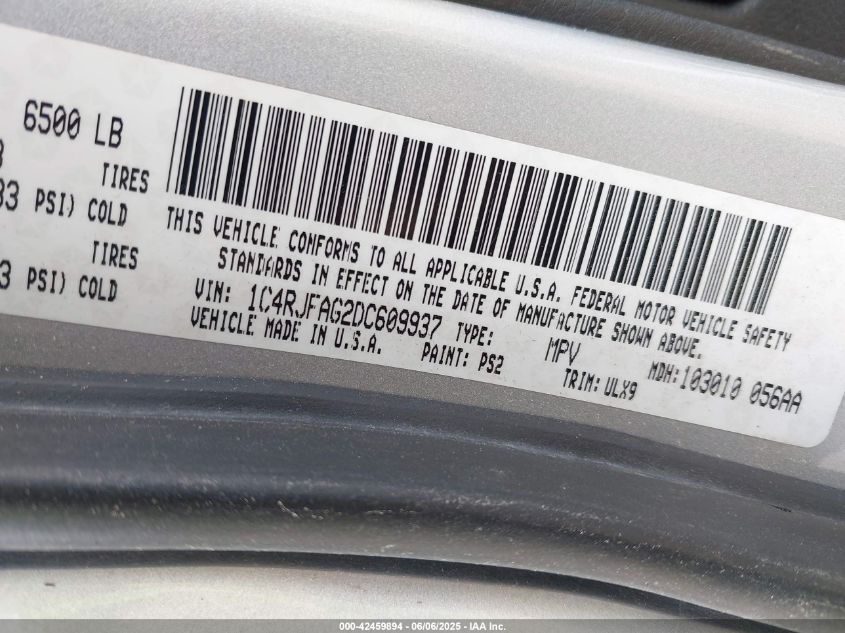 6500 LB
TIRES
PSI) COLD
TIRES
PSI) COLD
THIS VEHICLE CONFORMS TO ALL APPLICABLE U.S.A. FEDERAL MOTOR VEHICLE SAFETY
STANDARDS IN EFFECT ON THE DATE OF MANUFACTURE SHOWN ABOVE.
VIN: 1C4RJFAG2DC609937 TYPE: MPV MDH:103010 056AA
VEHICLE MADE IN U.S.A. PAINT: PS2 TRIM: ULX9
000-42459894 - 06/06/2025 - IAA Inc.